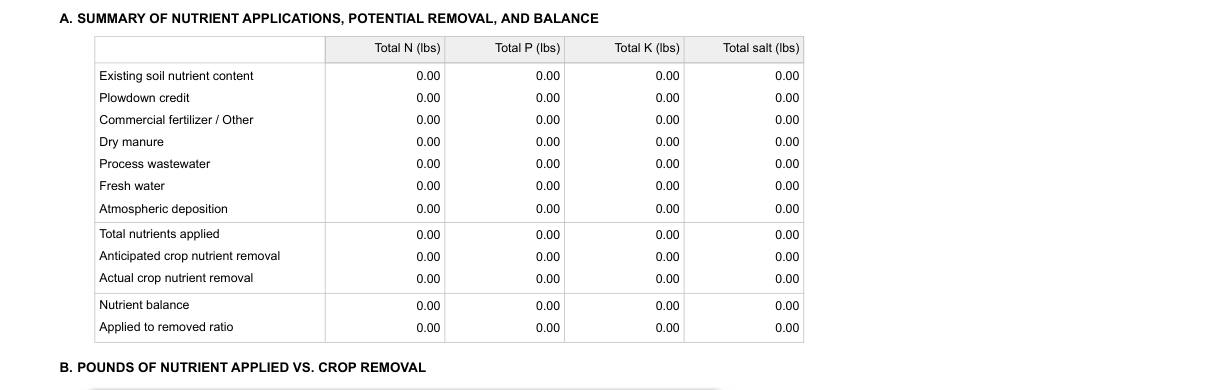 A. SUMMARY OF NUTRIENT APPLICATIONS, POTENTIAL REMOVAL, AND BALANCE
Total N (lbs) Total P (lbs) Total K (lbs) Total salt (lbs)
Existing soil nutrient content 0.00 0.00 0.00 0.00
Plowdown credit 0.00 0.00 0.00 0.00
Commercial fertilizer / Other 0.00 0.00 0.00 0.00
Dry manure 0.00 0.00 0.00 0.00
Process wastewater 0.00 0.00 0.00 0.00
Fresh water 0.00 0.00 0.00 0.00
Atmospheric deposition 0.00 0.00 0.00 0.00
Total nutrients applied 0.00 0.00 0.00 0.00
Anticipated crop nutrient removal 0.00 0.00 0.00 0.00
Actual crop nutrient removal 0.00 0.00 0.00 0.00
Nutrient balance 0.00 0.00 0.00 0.00
Applied to removed ratio 0.00 0.00 0.00 0.00
B. POUNDS OF NUTRIENT APPLIED VS. CROP REMOVAL